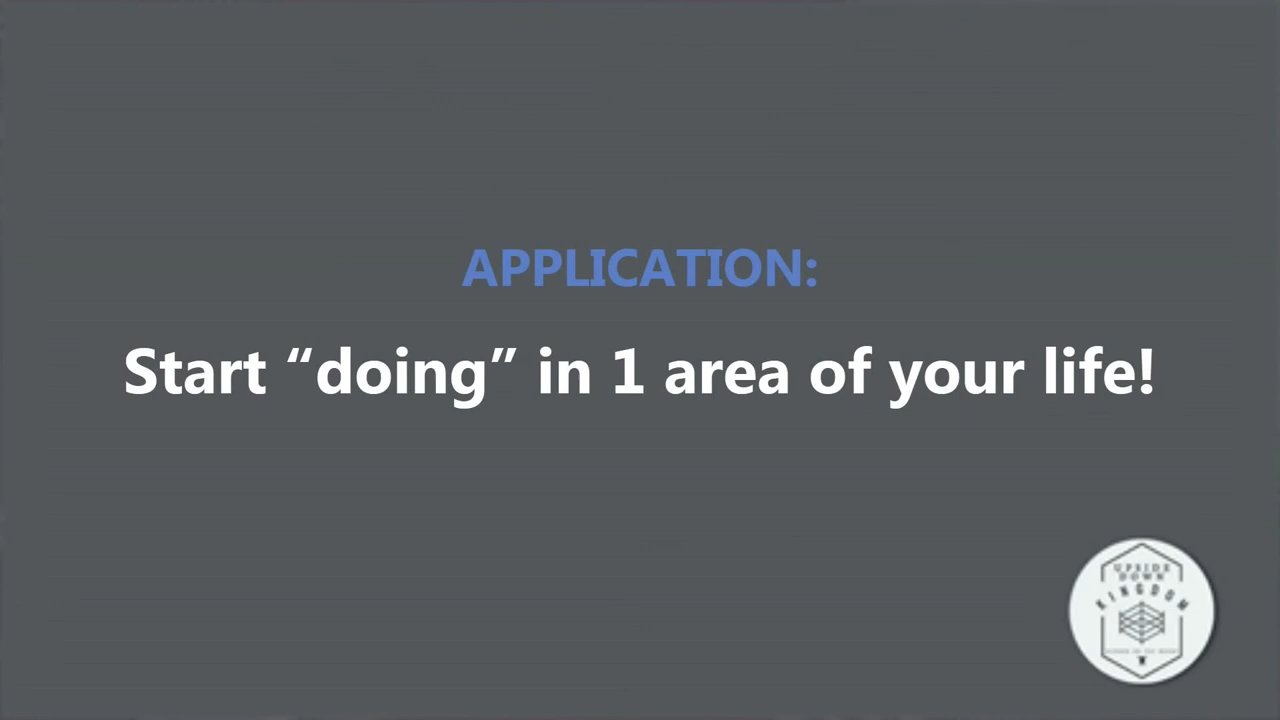 APPLICATION:
Start “doing” in 1 area of your life!
UPSIDE
DOWN
KINGDOM